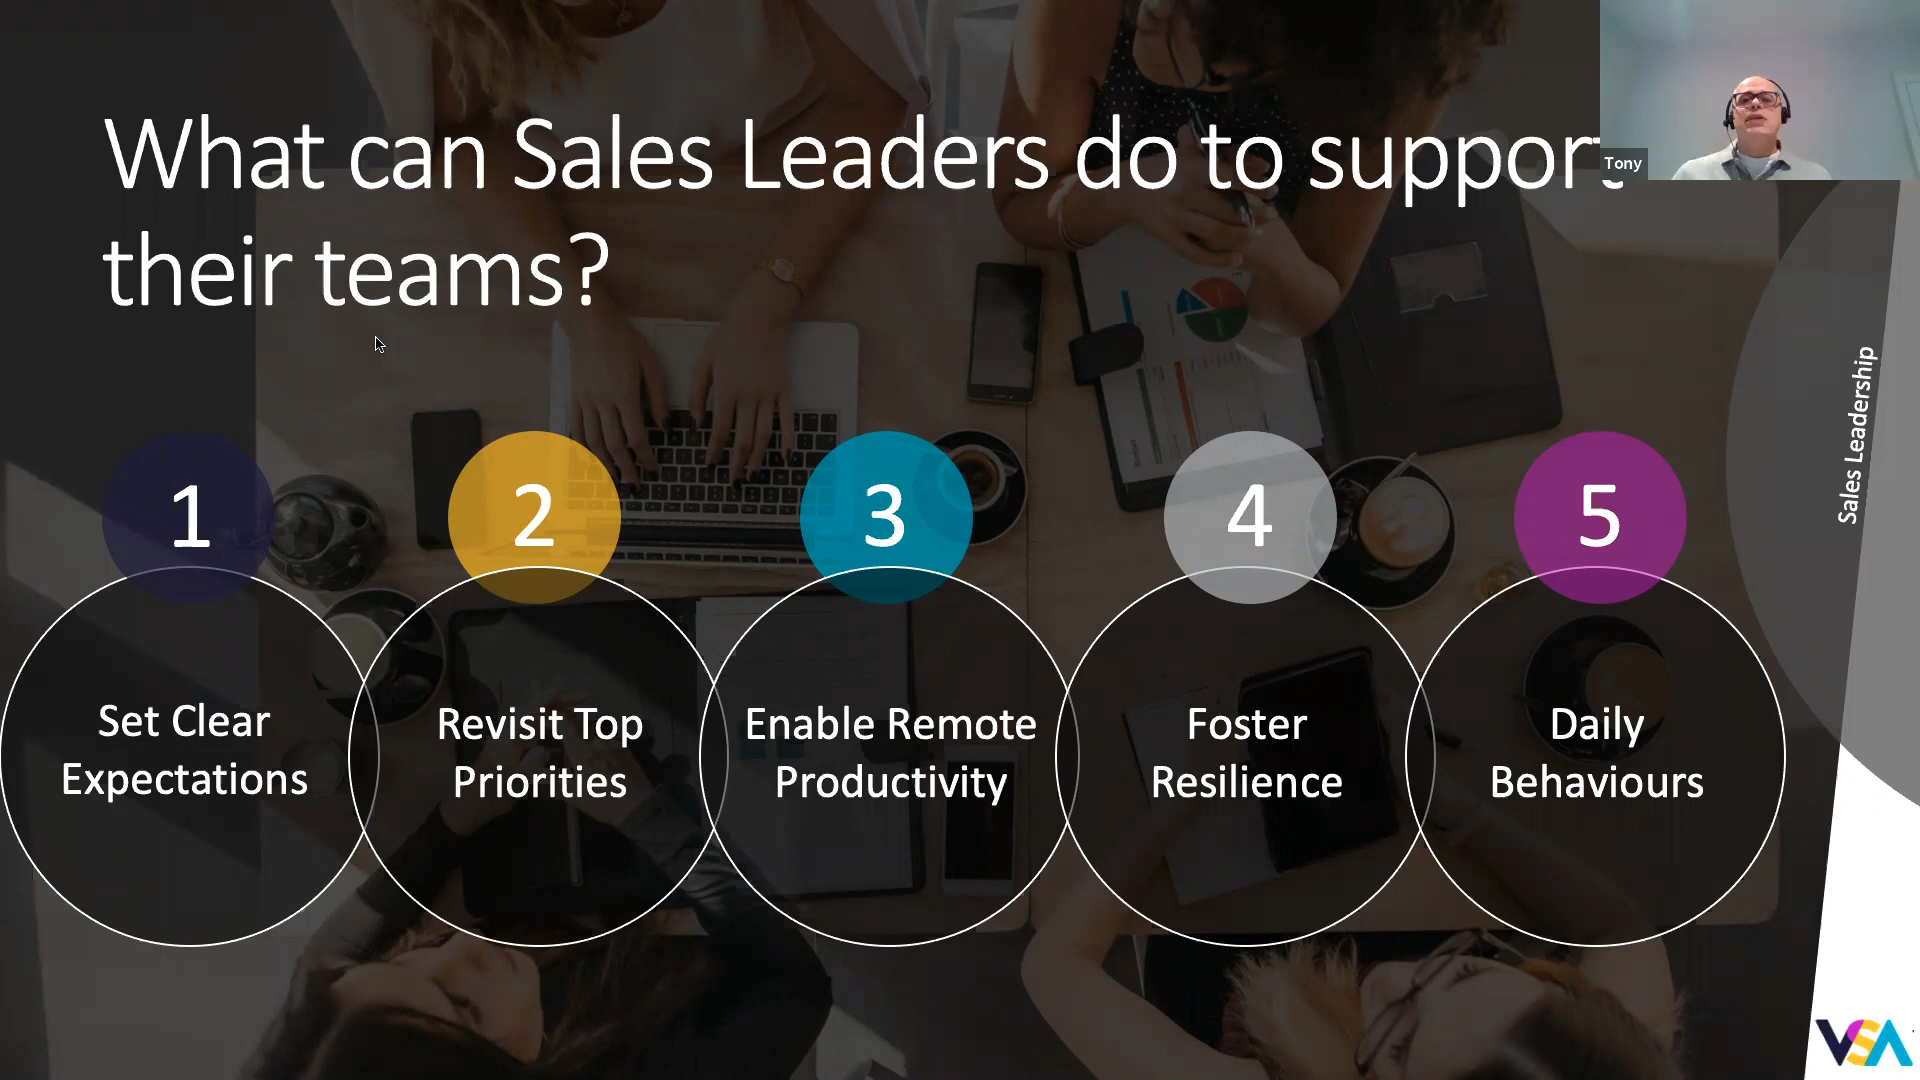 What can Sales Leaders do to support
their teams?
Tony
Sales Leadership
1
2
3
4
5
Set Clear
Expectations
Revisit Top
Priorities
Enable Remote
Productivity
Foster
Resilience
Daily
Behaviours
VSA